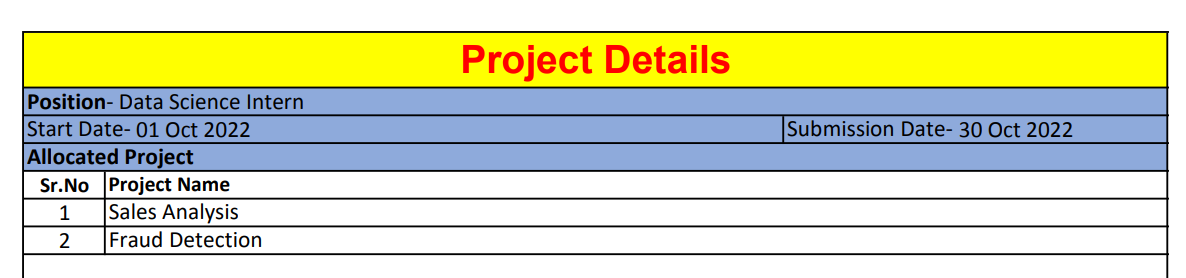 Project Details
Position- Data Science Intern
Start Date- 01 Oct 2022 Submission Date- 30 Oct 2022
Allocated Project
Sr.No Project Name
1 Sales Analysis
2 Fraud Detection